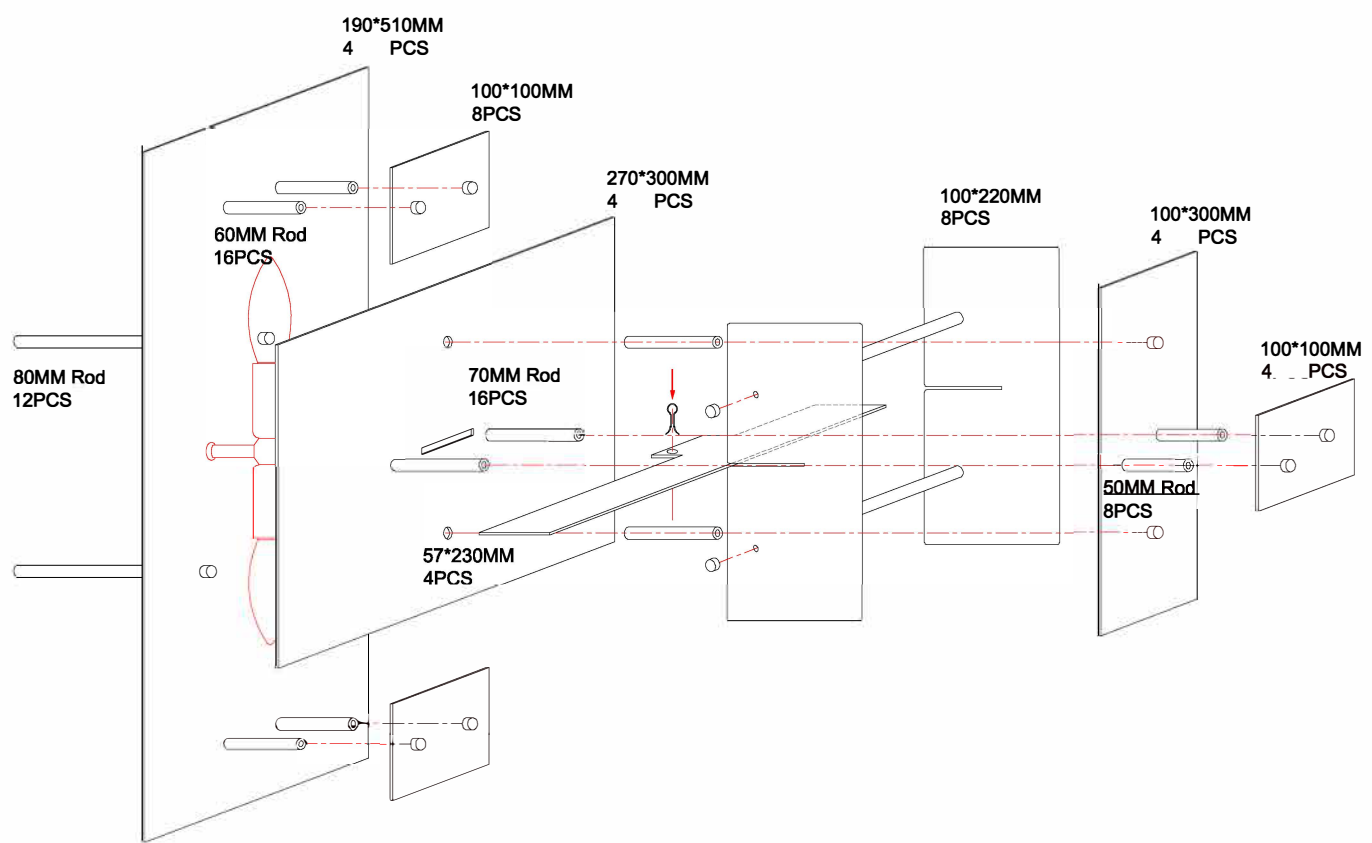 190*510MM
4 PCS
100*100MM
8PCS
270*300MM
4 PCS
100*220MM
8PCS
100*300MM
4 PCS
60MM Rod
16PCS
100*100MM
4 PCS
80MM Rod
12PCS
70MM Rod
16PCS
50MM Rod
8PCS
57*230MM
4PCS